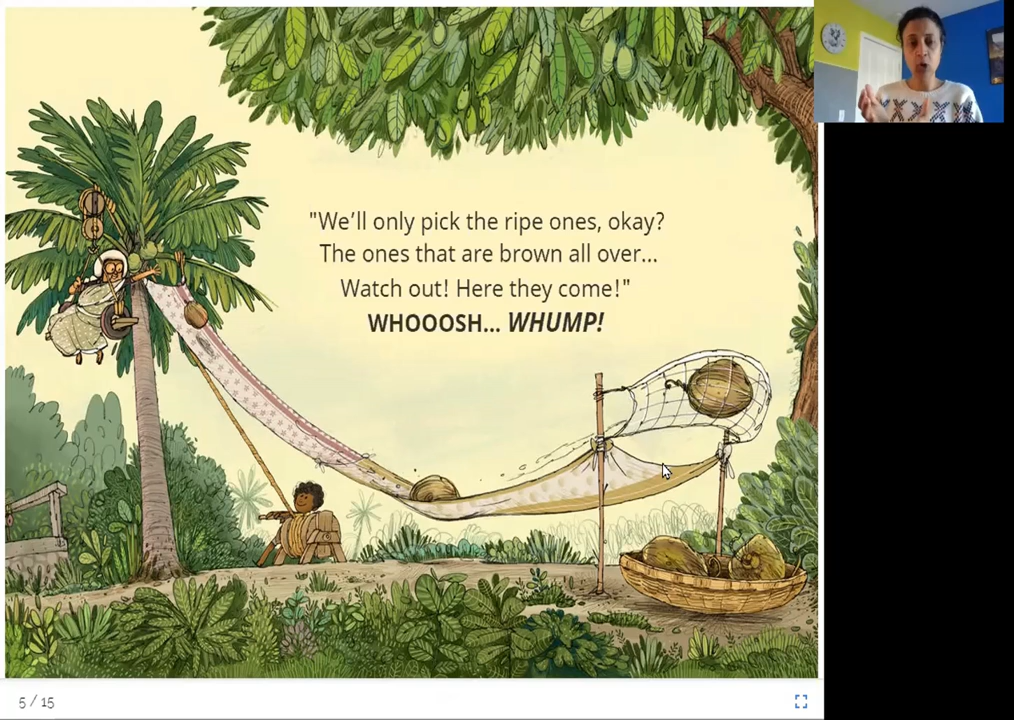 "We’ll only pick the ripe ones, okay?
The ones that are brown all over...
Watch out! Here they come!"
WHOOOSH... WHUMP!
5 / 15